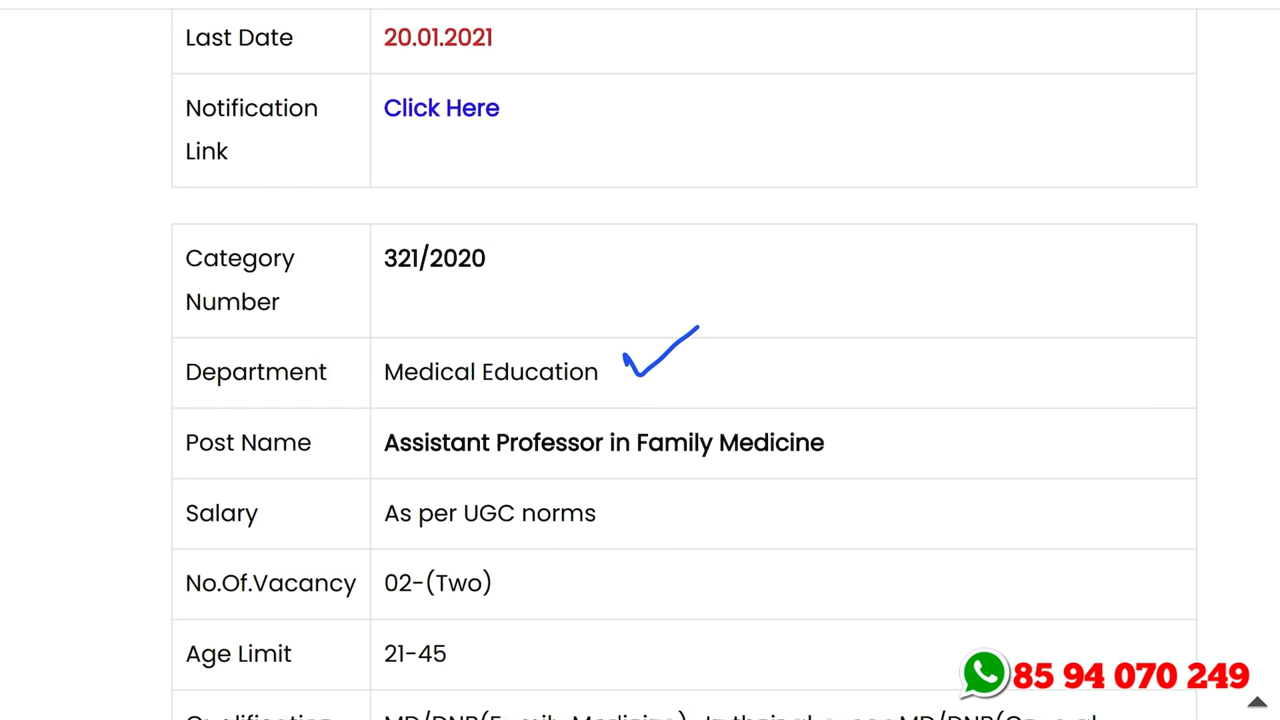 Last Date 20.01.2021
Notification Click Here
Link
Category 321/2020
Number
Department Medical Education
Post Name Assistant Professor in Family Medicine
Salary As per UGC norms
No.Of.Vacancy 02-(Two)
Age Limit 21-45
85 94 070 249